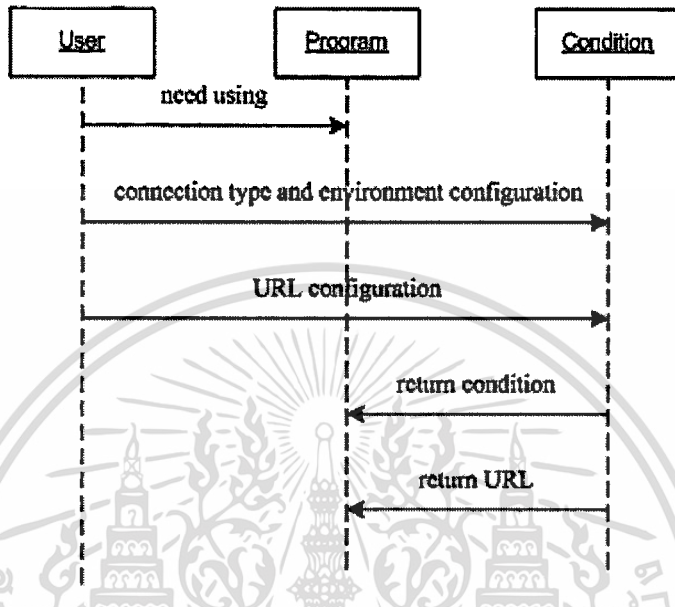 User
Program
Condition
need using
connection type and environment configuration
URL configuration
return condition
return URL